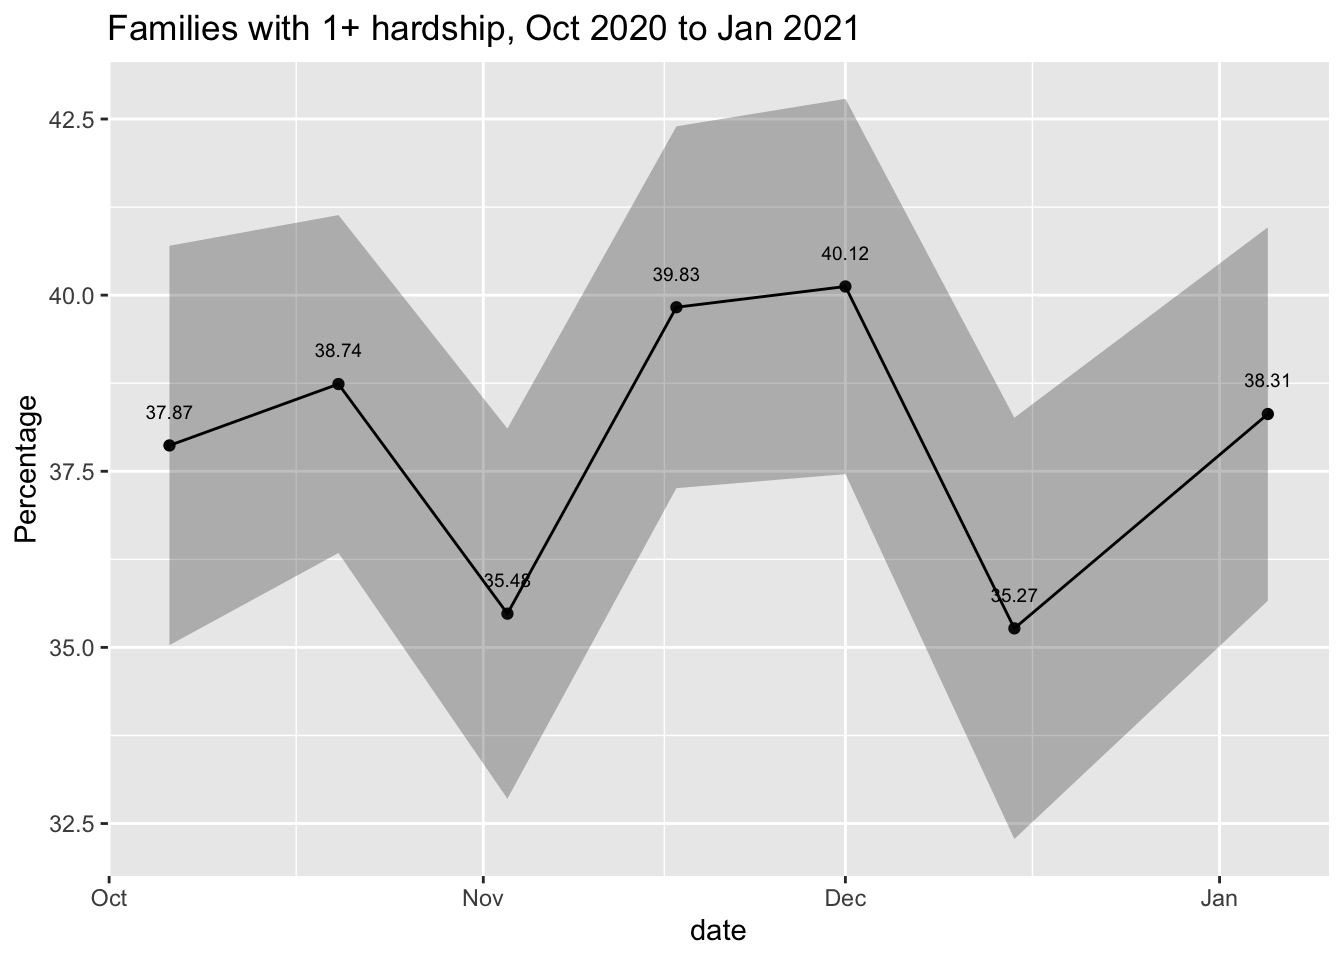 Families with 1+ hardship, Oct 2020 to Jan 2021
42.5
40.0
37.5
35.0
32.5
Percentage
37.87
38.74
35.48
39.83
40.12
35.27
38.31
Oct
Nov
Dec
Jan
date